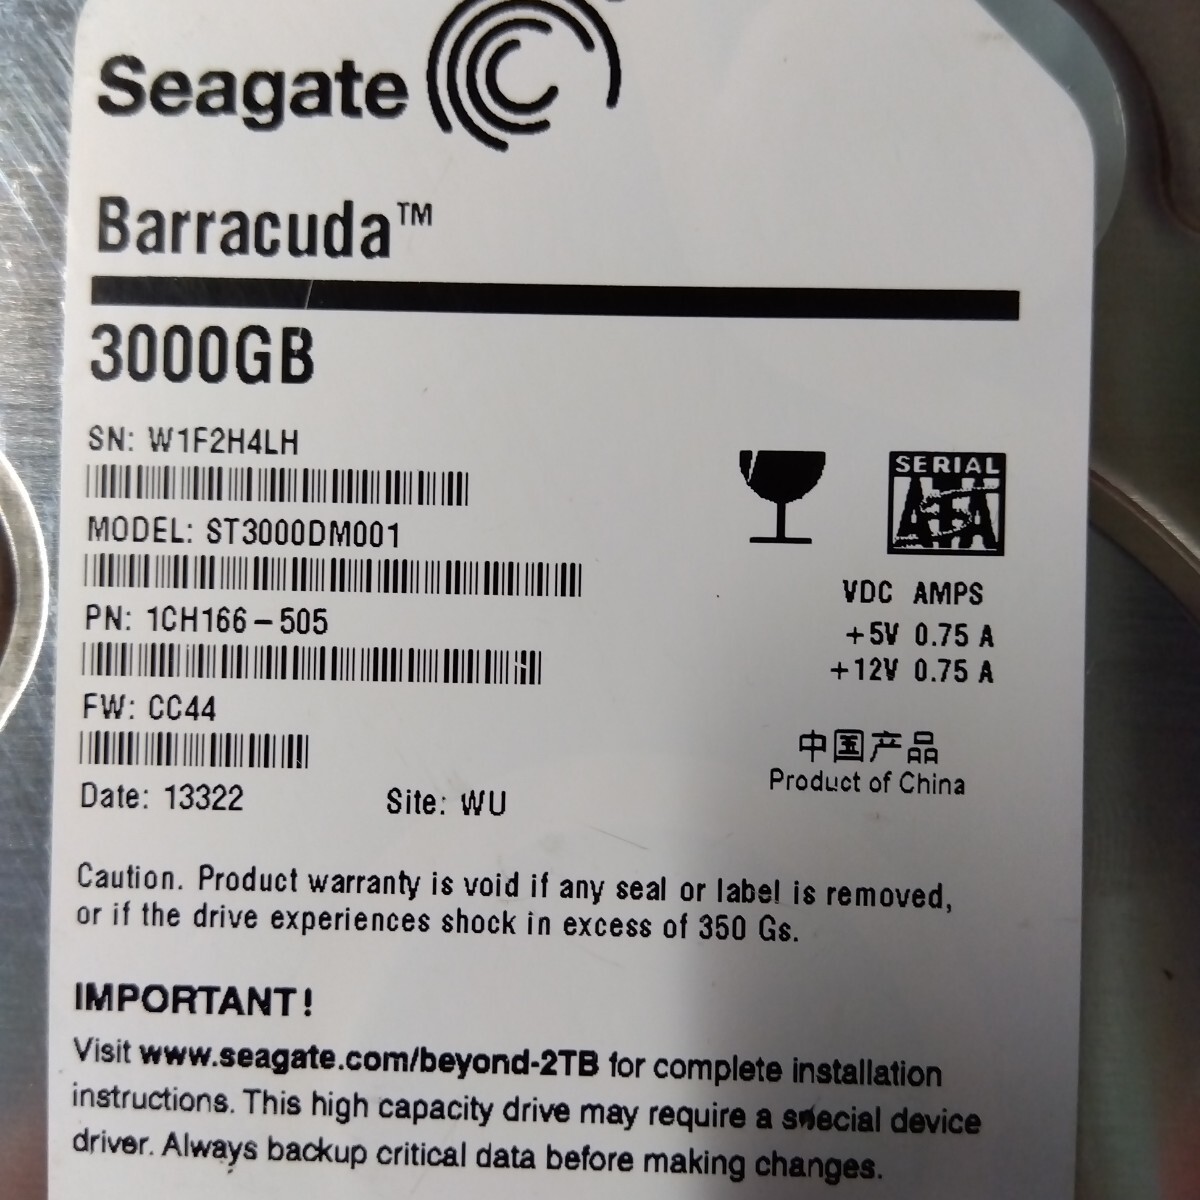 Seagate
Barracuda™
3000GB
SN: W1F2H4LH
MODEL: ST3000DM001
PN: 1CH166-505
FW: CC44
Date: 13322 Site: WU
SERIAL
ATA
VDC AMPS
+5V 0.75 A
+12V 0.75 A
中国产品
Product of China
Caution. Product warranty is void if any seal or label is removed,
or if the drive experiences shock in excess of 350 Gs.
IMPORTANT!
Visit www.seagate.com/beyond-2TB for complete installation
instructions. This high capacity drive may require a special device
driver. Always backup critical data before making changes.